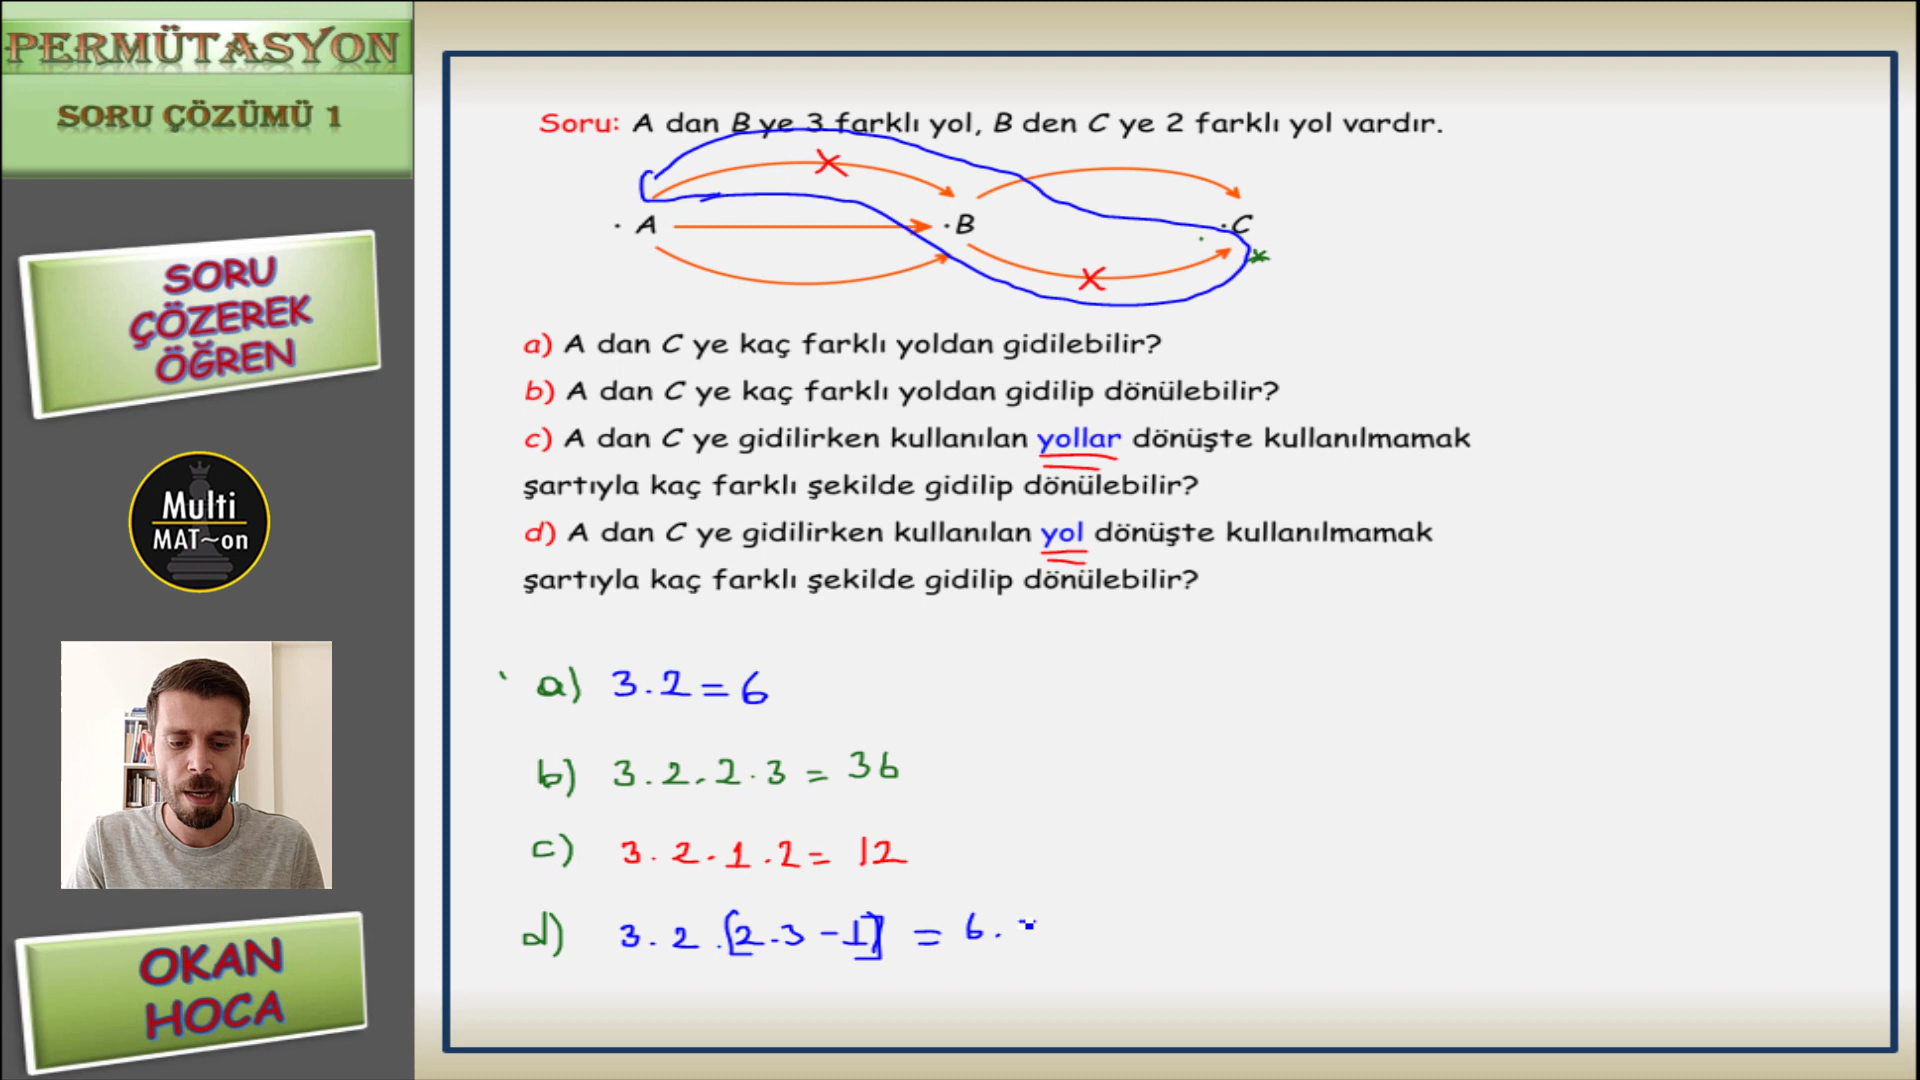 PERMÜTASYON
SORU ÇÖZÜMÜ 1
SORU
ÇÖZEREK
ÖĞREN
Multi
MAT~on
OKAN
HOCA
Soru: A dan B ye 3 farklı yol, B den C ye 2 farklı yol vardır.
A
B
C
a) A dan C ye kaç farklı yoldan gidilebilir?
b) A dan C ye kaç farklı yoldan gidilip dönülebilir?
c) A dan C ye gidilirken kullanılan yollar dönüşte kullanılmamak
şartıyla kaç farklı şekilde gidilip dönülebilir?
d) A dan C ye gidilirken kullanılan yol dönüşte kullanılmamak
şartıyla kaç farklı şekilde gidilip dönülebilir?
a) 3.2=6
b) 3.2.2.3 = 36
c) 3.2.1.2= 12
d) 3.2.[2.3-1] = 6.